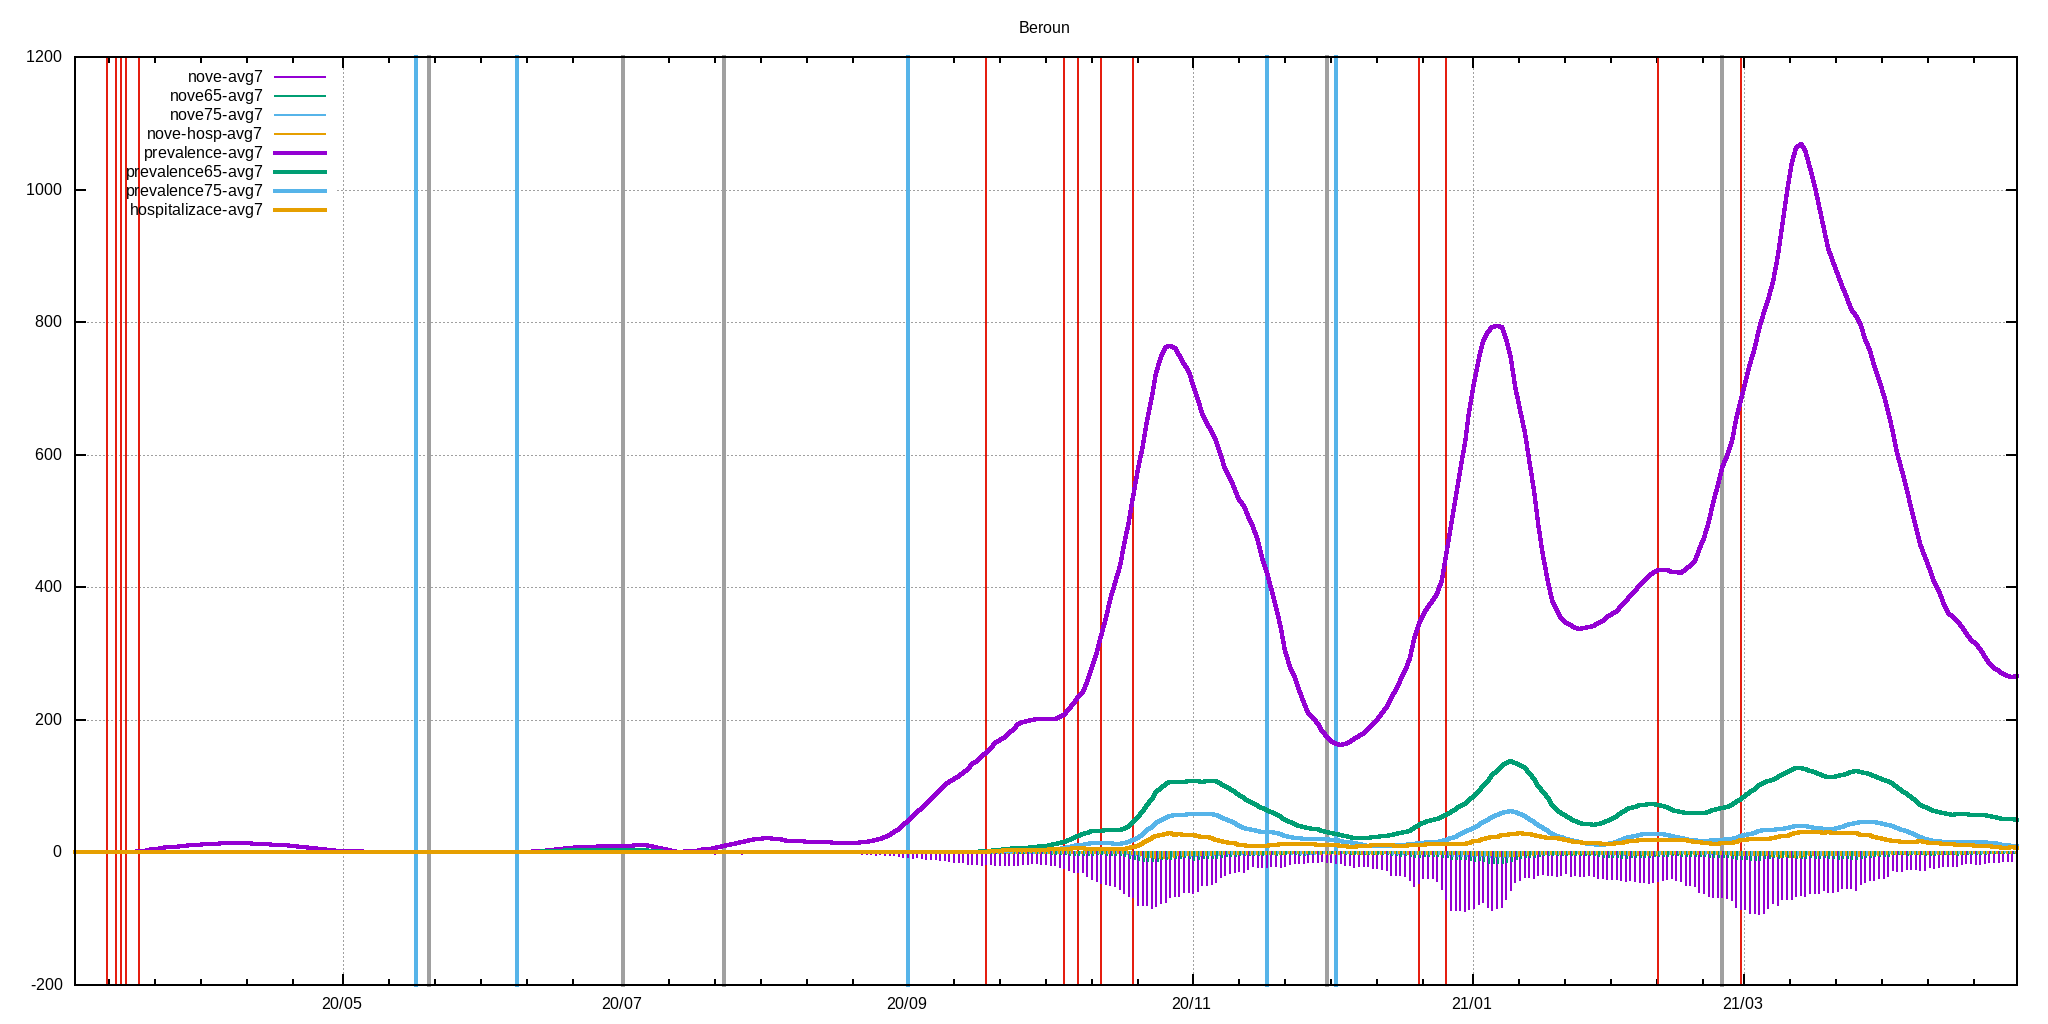 Beroun
1200
1000
800
600
400
200
0
-200
nove-avg7
nove65-avg7
nove75-avg7
nove-hosp-avg7
prevalence-avg7
prevalence65-avg7
prevalence75-avg7
hospitalizace-avg7
20/05 20/07 20/09 20/11 21/01 21/03